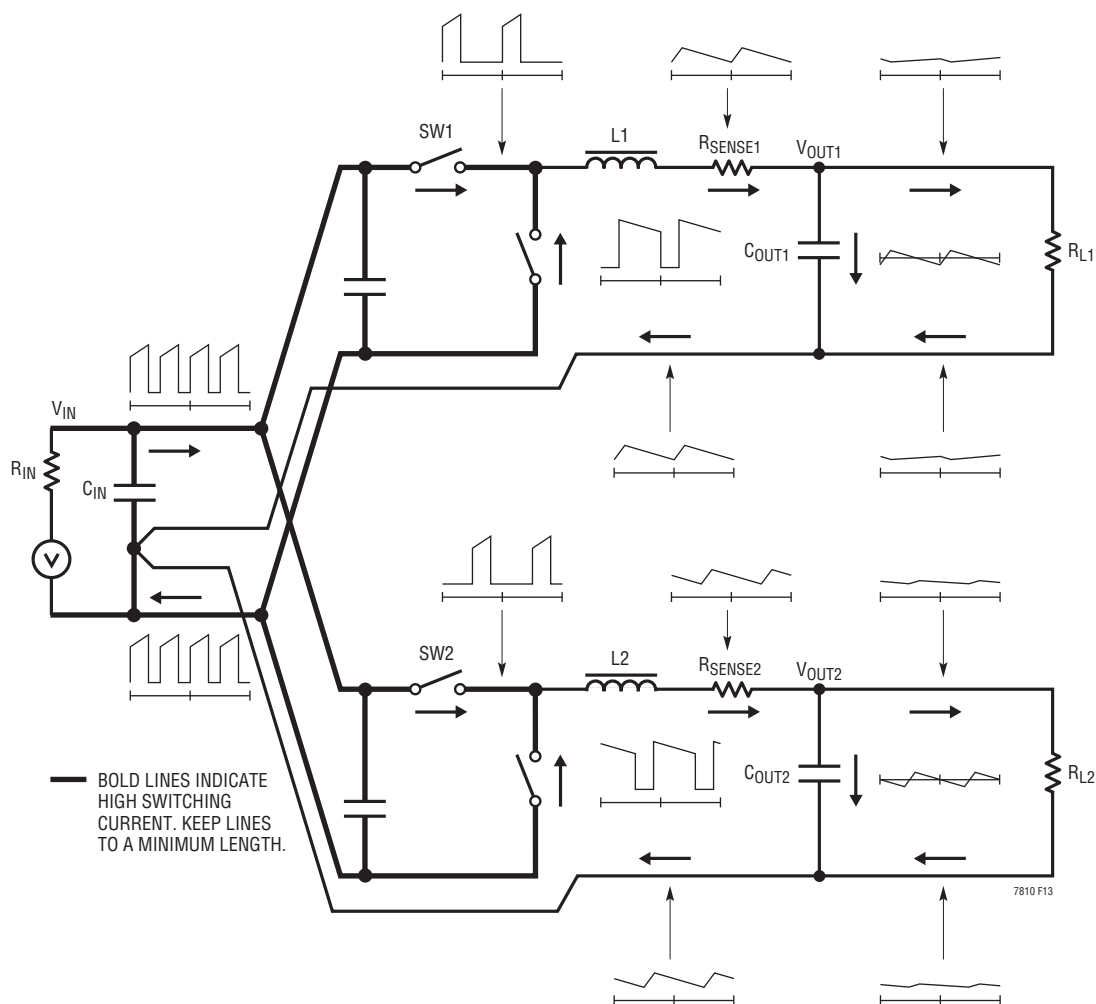 SW1
L1
RSENSE1
VOUT1
COUT1
RL1
VIN
RIN
CIN
V
SW2
L2
RSENSE2
VOUT2
COUT2
RL2
BOLD LINES INDICATE
HIGH SWITCHING
CURRENT. KEEP LINES
TO A MINIMUM LENGTH.
7810 F13